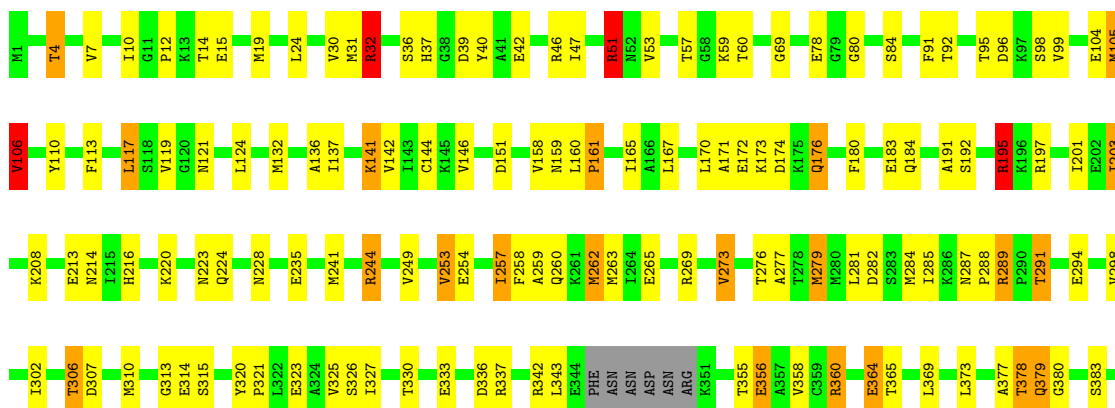 M1 T4 V7 I10 G11 P12 K13 T14 E15 M19 L24 V30 M31 R32 S36 H37 G38 D39 Y40 A41 E42 R46 I47 R51 N52 V53 T57 G58 K59 T60 G69 E78 G79 G80 S84 F91 T92 T95 D96 K97 S98 V99 E104 M105
V106 Y110 F113 L117 S118 V119 G120 N121 L124 M132 A136 I137 K141 V142 I143 C144 K145 V146 D151 V158 N159 L160 P161 I165 A166 L167 L170 A171 E172 K173 D174 K175 Q176 F180 E183 Q184 A191 S192 R195 K196 R197 I201 E202
K208 E213 N214 I215 H216 K220 N223 Q224 N228 E235 M241 R244 V249 V253 E254 I257 F258 A259 Q260 K261 M262 M263 I264 E265 R269 V273 T276 A277 T278 M279 M280 L281 D282 S283 M284 I285 K286 N287 P288 R289 P290 T291 E294
I302 T306 D307 M310 G313 E314 S315 Y320 P321 L322 E323 A324 V325 S326 I327 T330 E333 D336 R337 R342 L343 E344 PHE ASN ASN ASP ASN ARG K351 T355 E356 A357 V358 C359 R360 E364 T365 L369 L373 A377 T378 Q379 G380 S383